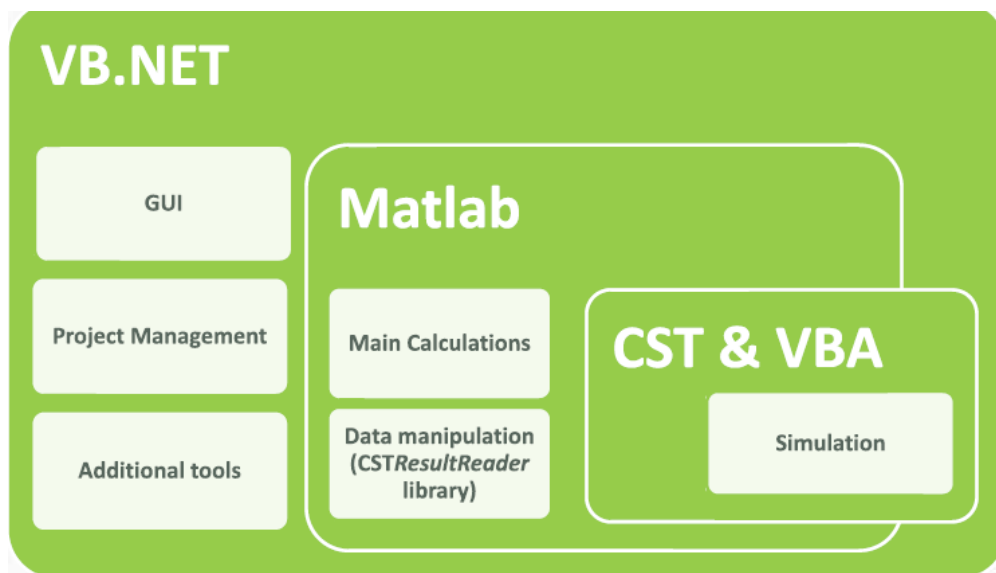 VB.NET
GUI
Project Management
Additional tools
Matlab
Main Calculations
Data manipulation
(CSTResultReader
library)
CST & VBA
Simulation